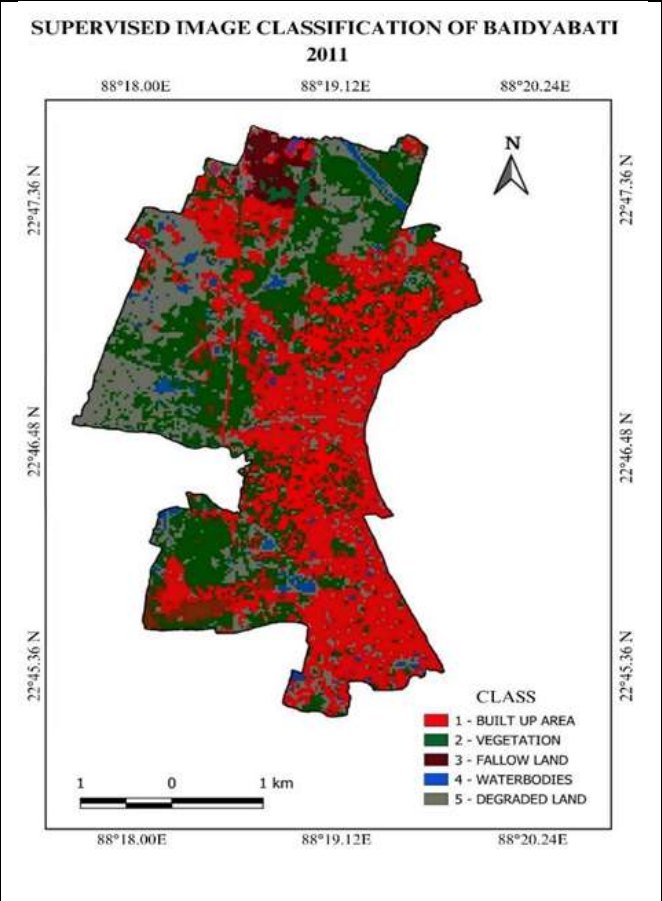 SUPERVISED IMAGE CLASSIFICATION OF BAIDYABATI
2011
88°18.00E 88°19.12E 88°20.24E
N
22°47.36 N 22°47.36 N
22°46.48 N 22°46.48 N
22°45.36 N 22°45.36 N
CLASS
1 - BUILT UP AREA
2 - VEGETATION
3 - FALLOW LAND
4 - WATERBODIES
5 - DEGRADED LAND
1 0 1 km
88°18.00E 88°19.12E 88°20.24E